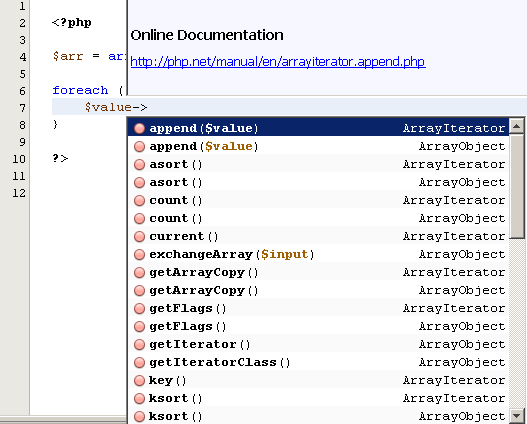 1
2 <?php
3
4 $arr = arr
5
6 foreach (
7 $value->
8 }
9
10 ?>
11
12
Online Documentation
http://php.net/manual/en/arrayiterator.append.php
append($value) ArrayIterator
append($value) ArrayObject
asort() ArrayIterator
asort() ArrayObject
count() ArrayIterator
count() ArrayObject
current() ArrayIterator
exchangeArray($input) ArrayObject
getArrayCopy() ArrayIterator
getArrayCopy() ArrayObject
getFlags() ArrayIterator
getFlags() ArrayObject
getIterator() ArrayObject
getIteratorClass() ArrayObject
key() ArrayIterator
ksort() ArrayIterator
ksort() ArrayObject